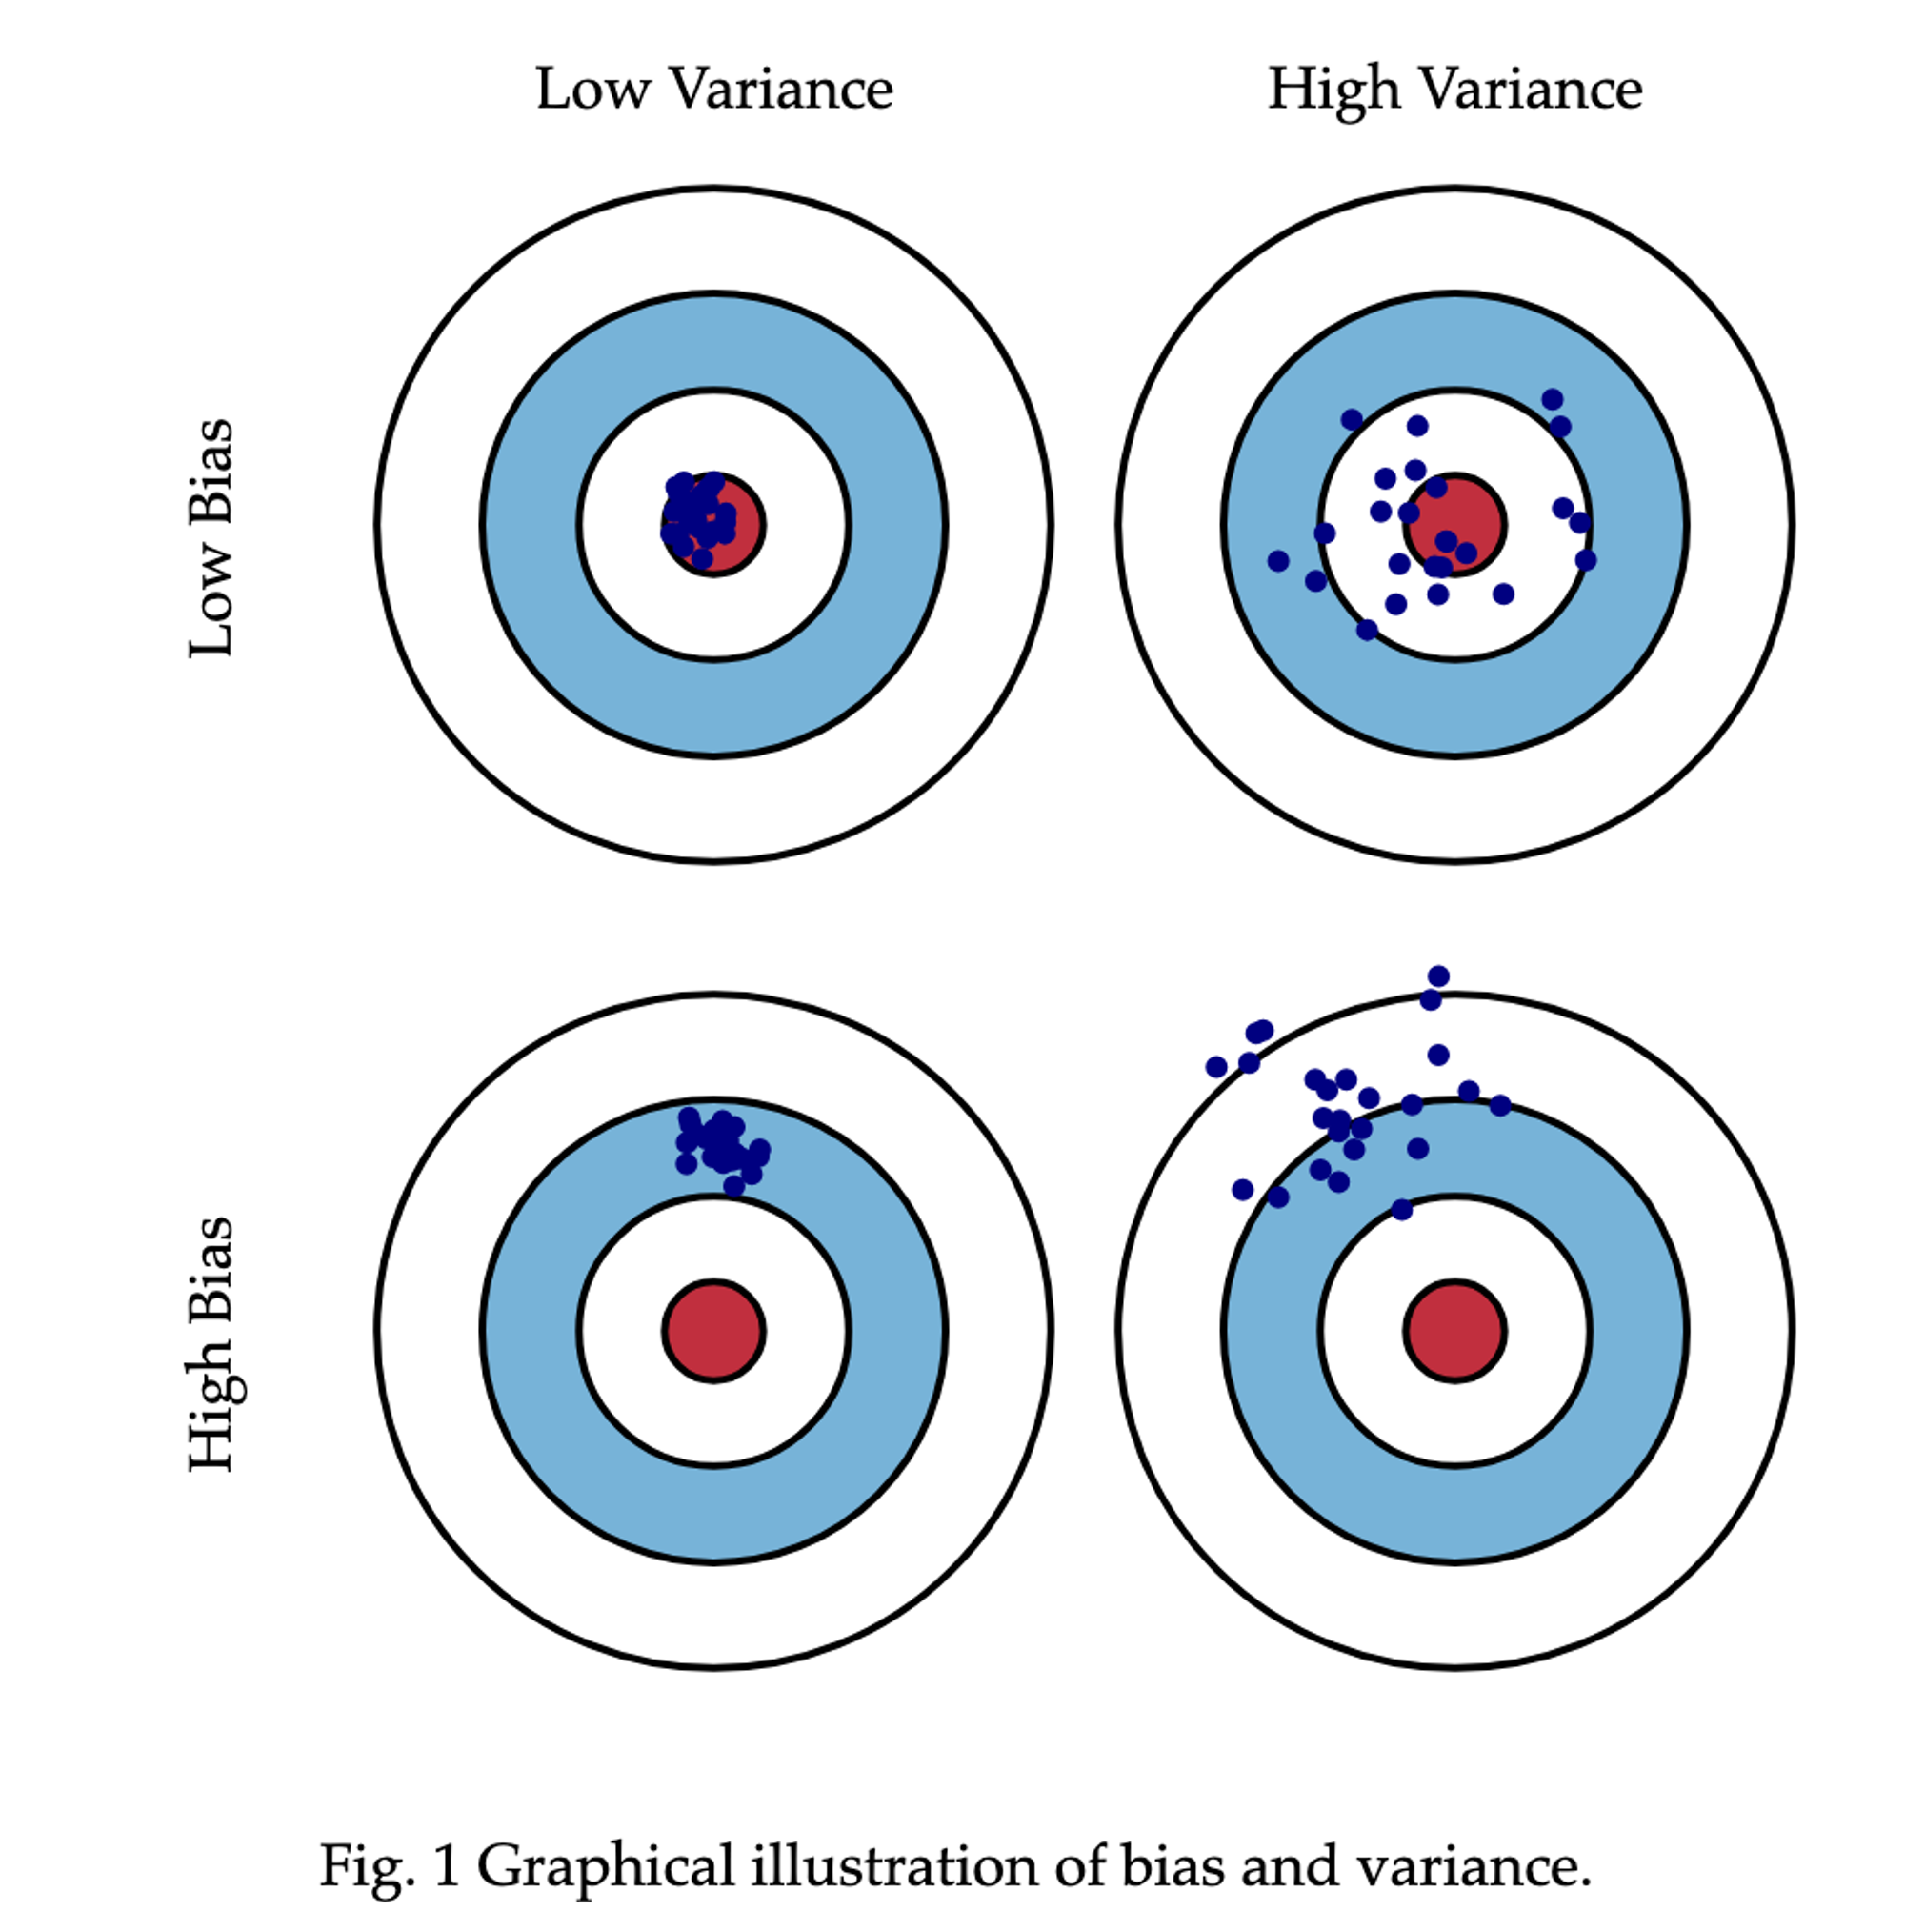 Low Variance
High Variance
Low Bias
High Bias
Fig. 1 Graphical illustration of bias and variance.